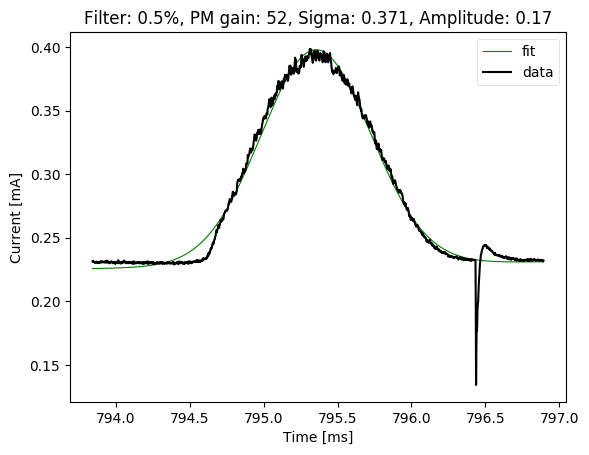 Filter: 0.5%, PM gain: 52, Sigma: 0.371, Amplitude: 0.17
fit
data
0.40
0.35
0.30
0.25
0.20
0.15
Current [mA]
794.0 794.5 795.0 795.5 796.0 796.5 797.0
Time [ms]